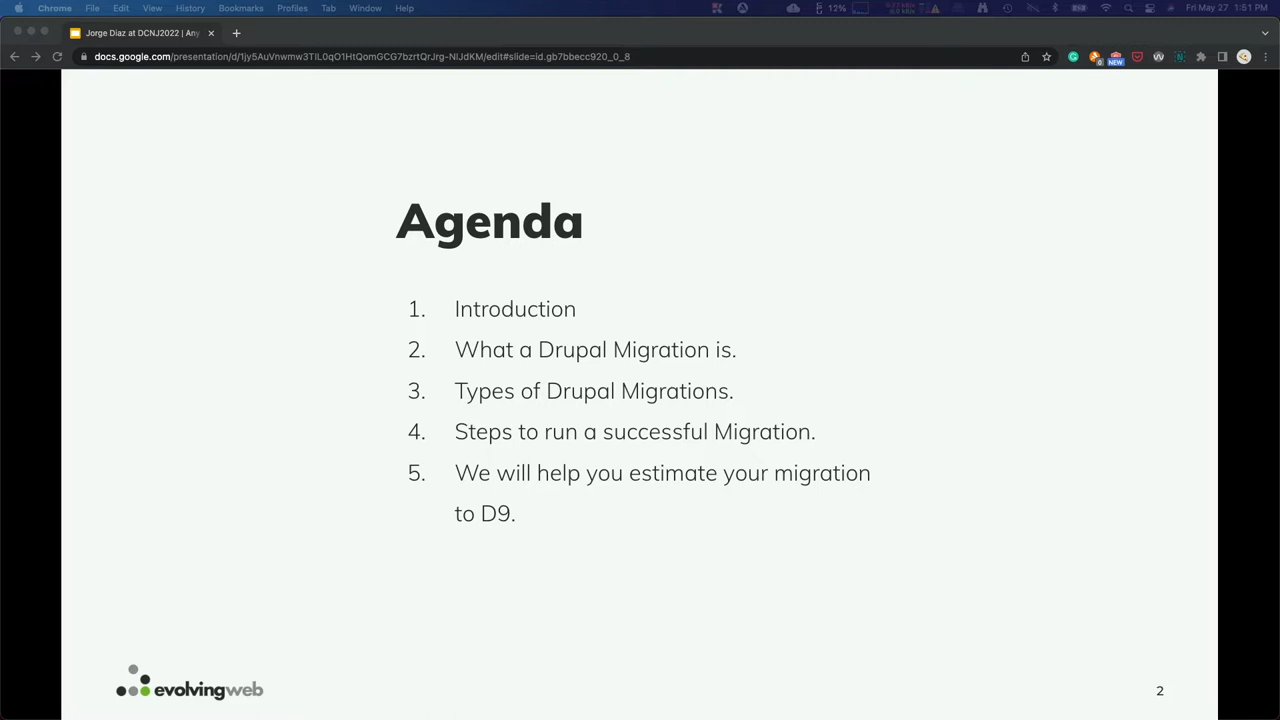 Chrome File Edit View History Bookmarks Profiles Tab Window Help 12% Fri May 27 1:51 PM
Jorge Diaz at DCNJ2022 | Any
docs.google.com/presentation/d/1jy5AuVnwmw3TIL0qO1HtQomGCG7bzrtQrJrg-NIJdKM/edit#slide=id.gb7bbecc920_0_8
NEW
Agenda
1. Introduction
2. What a Drupal Migration is.
3. Types of Drupal Migrations.
4. Steps to run a successful Migration.
5. We will help you estimate your migration
to D9.
evolvingweb
2